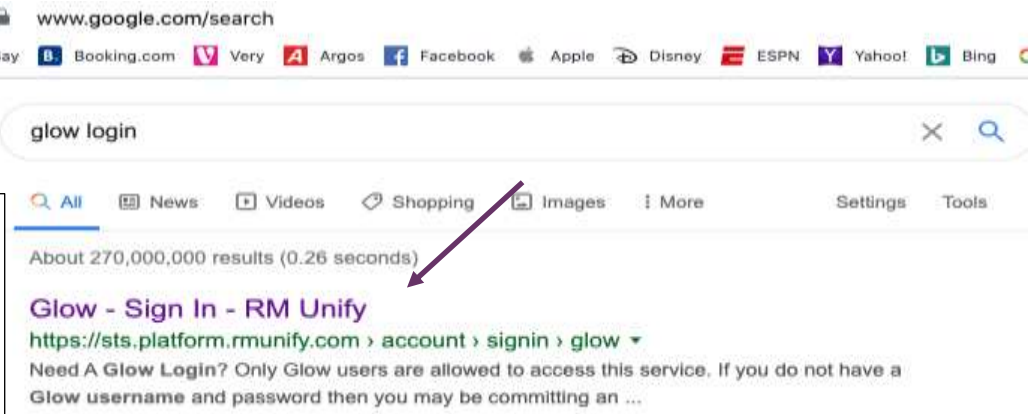 www.google.com/search
ay Booking.com Very Argos Facebook Apple Disney ESPN Yahoo! Bing
glow login
All News Videos Shopping Images More Settings Tools
About 270,000,000 results (0.26 seconds)
Glow - Sign In - RM Unify
https://sts.platform.rmunify.com › account › signin › glow
Need A Glow Login? Only Glow users are allowed to access this service. If you do not have a
Glow username and password then you may be committing an ...